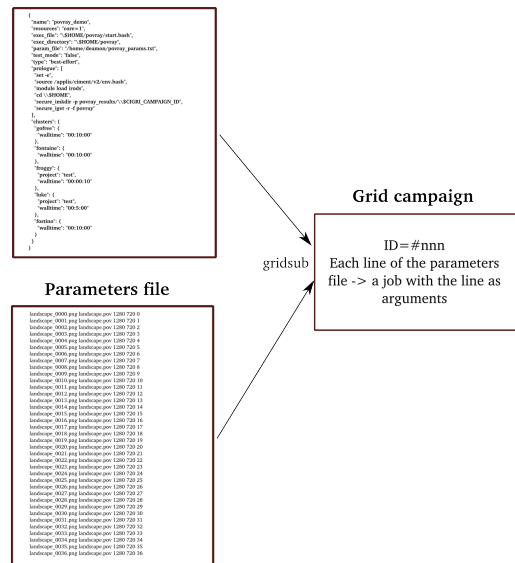 {
"name": "povray_demo",
"resources": "core=1",
"exec_file": "\$HOME/povray/start.bash",
"exec_directory": "\$HOME/povray",
"param_file": "/home/deamon/povray_params.txt",
"test_mode": "false",
"type": "best-effort",
"prologue": [
"set -e",
"source /applis/ciment/v2/env.bash",
"module load irods",
"cd \\$HOME",
"secure_imkdir -p povray_results/\\$CIGRI_CAMPAIGN_ID",
"secure_iget -r -f povray"
],
"clusters": {
"gofree": {
"walltime": "00:10:00"
},
"fontaine": {
"walltime": "00:10:00"
},
"froggy": {
"project": "test",
"walltime": "00:00:10"
},
"luke": {
"project": "test",
"walltime": "00:5:00"
},
"fostino": {
"walltime": "00:10:00"
}
}
}
Grid campaign
ID=#nnn
Each line of the parameters
file -> a job with the line as
arguments
gridsub
Parameters file
landscape_0000.png landscape.pov 1280 720 0
landscape_0001.png landscape.pov 1280 720 1
landscape_0002.png landscape.pov 1280 720 2
landscape_0003.png landscape.pov 1280 720 3
landscape_0004.png landscape.pov 1280 720 4
landscape_0005.png landscape.pov 1280 720 5
landscape_0006.png landscape.pov 1280 720 6
landscape_0007.png landscape.pov 1280 720 7
landscape_0008.png landscape.pov 1280 720 8
landscape_0009.png landscape.pov 1280 720 9
landscape_0010.png landscape.pov 1280 720 10
landscape_0011.png landscape.pov 1280 720 11
landscape_0012.png landscape.pov 1280 720 12
landscape_0013.png landscape.pov 1280 720 13
landscape_0014.png landscape.pov 1280 720 14
landscape_0015.png landscape.pov 1280 720 15
landscape_0016.png landscape.pov 1280 720 16
landscape_0017.png landscape.pov 1280 720 17
landscape_0018.png landscape.pov 1280 720 18
landscape_0019.png landscape.pov 1280 720 19
landscape_0020.png landscape.pov 1280 720 20
landscape_0021.png landscape.pov 1280 720 21
landscape_0022.png landscape.pov 1280 720 22
landscape_0023.png landscape.pov 1280 720 23
landscape_0024.png landscape.pov 1280 720 24
landscape_0025.png landscape.pov 1280 720 25
landscape_0026.png landscape.pov 1280 720 26
landscape_0027.png landscape.pov 1280 720 27
landscape_0028.png landscape.pov 1280 720 28
landscape_0029.png landscape.pov 1280 720 29
landscape_0030.png landscape.pov 1280 720 30
landscape_0031.png landscape.pov 1280 720 31
landscape_0032.png landscape.pov 1280 720 32
landscape_0033.png landscape.pov 1280 720 33
landscape_0034.png landscape.pov 1280 720 34
landscape_0035.png landscape.pov 1280 720 35
landscape_0036.png landscape.pov 1280 720 36